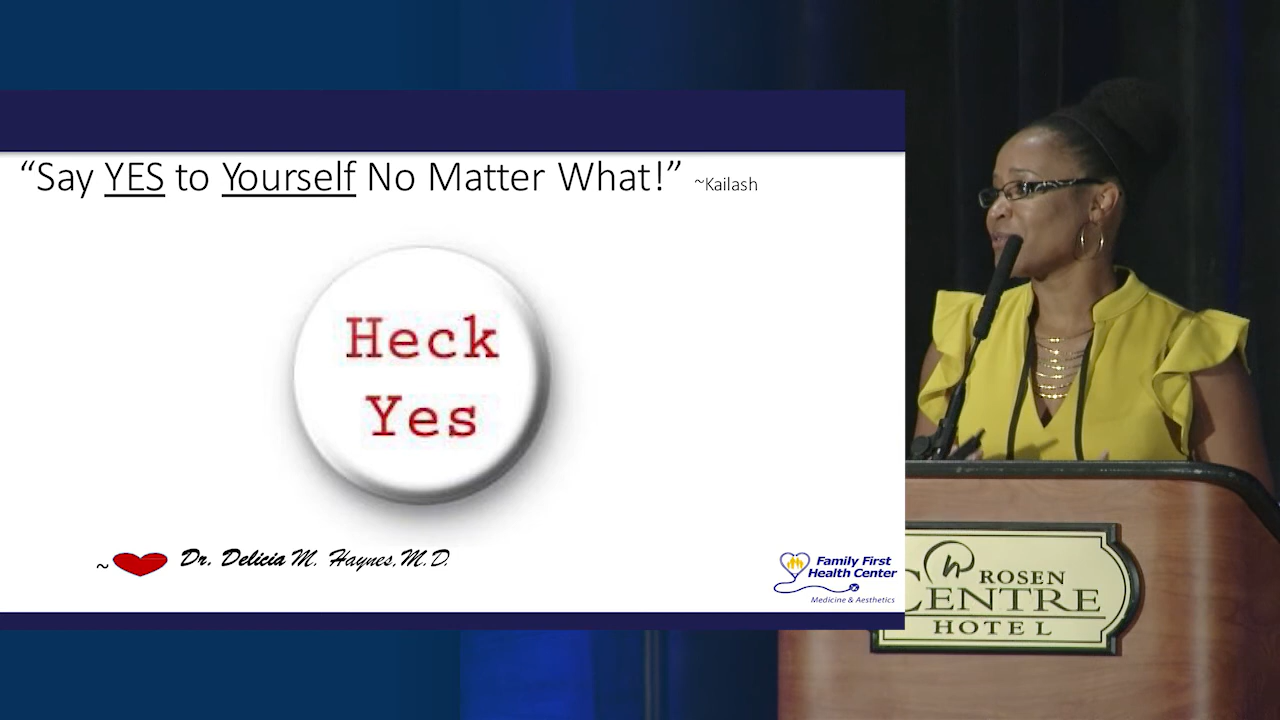 “Say YES to Yourself No Matter What!” ~Kailash
Heck
Yes
~ Dr. Delicia M. Haynes, M.D.
Family First
Health Center
Medicine & Aesthetics
ROSEN
CENTRE
HOTEL